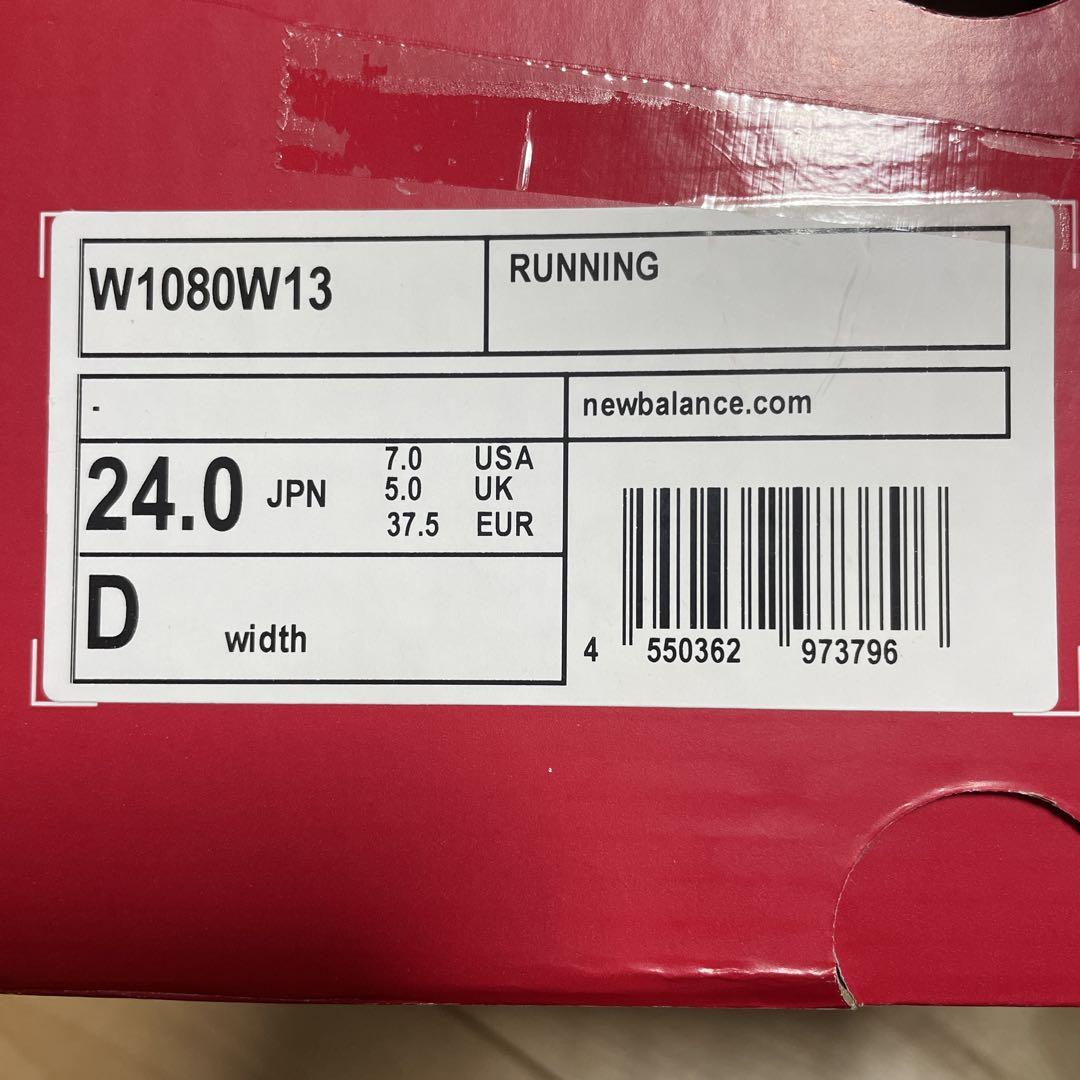 W1080W13
RUNNING
-
newbalance.com
24.0 JPN
7.0 USA
5.0 UK
37.5 EUR
D width
4 550362 973796